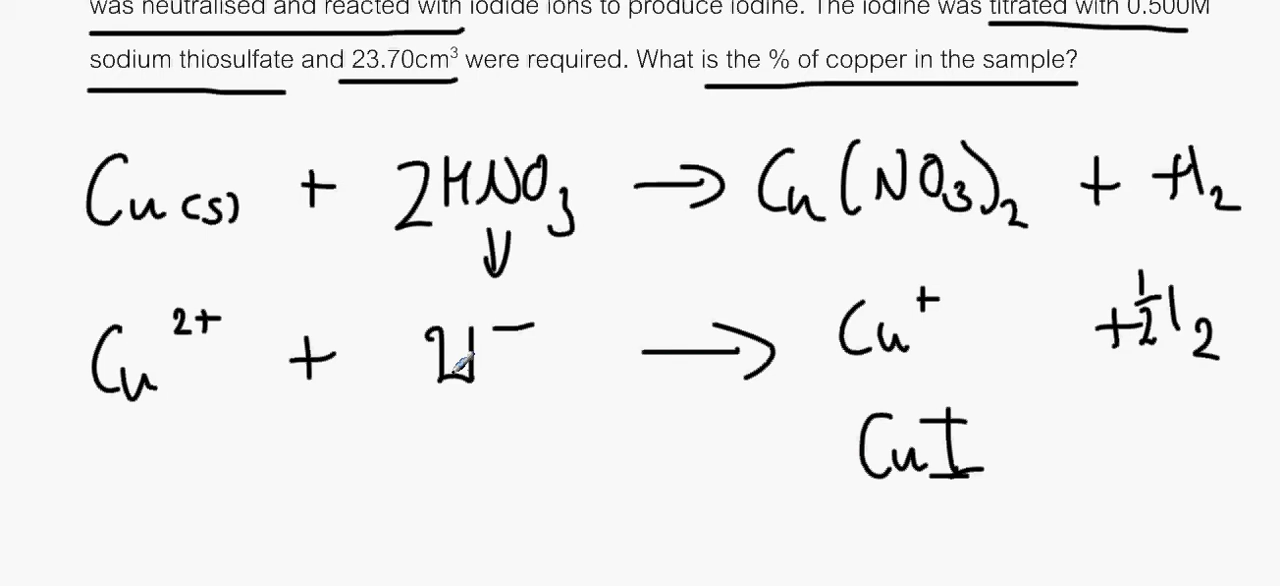 was neutralised and reacted with iodide ions to produce iodine. The iodine was titrated with 0.500M
sodium thiosulfate and 23.70cm³ were required. What is the % of copper in the sample?
Cu(s) + 2HNO₃ → Cu(NO₃)₂ + H₂
↓
Cu²⁺ + 2I⁻ → Cu⁺ + ½I₂
CuI